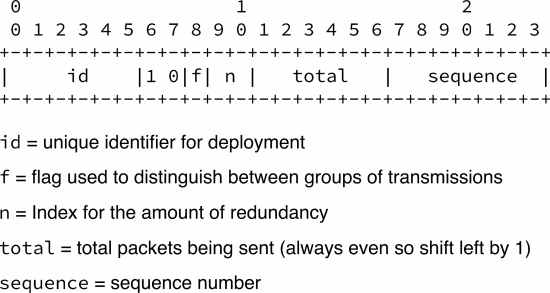 0                   1                   2
 0 1 2 3 4 5 6 7 8 9 0 1 2 3 4 5 6 7 8 9 0 1 2 3
+-+-+-+-+-+-+-+-+-+-+-+-+-+-+-+-+-+-+-+-+-+-+-+-+
|     id    |1 0|f| n |   total   |   sequence  |
+-+-+-+-+-+-+-+-+-+-+-+-+-+-+-+-+-+-+-+-+-+-+-+-+
id = unique identifier for deployment
f = flag used to distinguish between groups of transmissions
n = Index for the amount of redundancy
total = total packets being sent (always even so shift left by 1)
sequence = sequence number